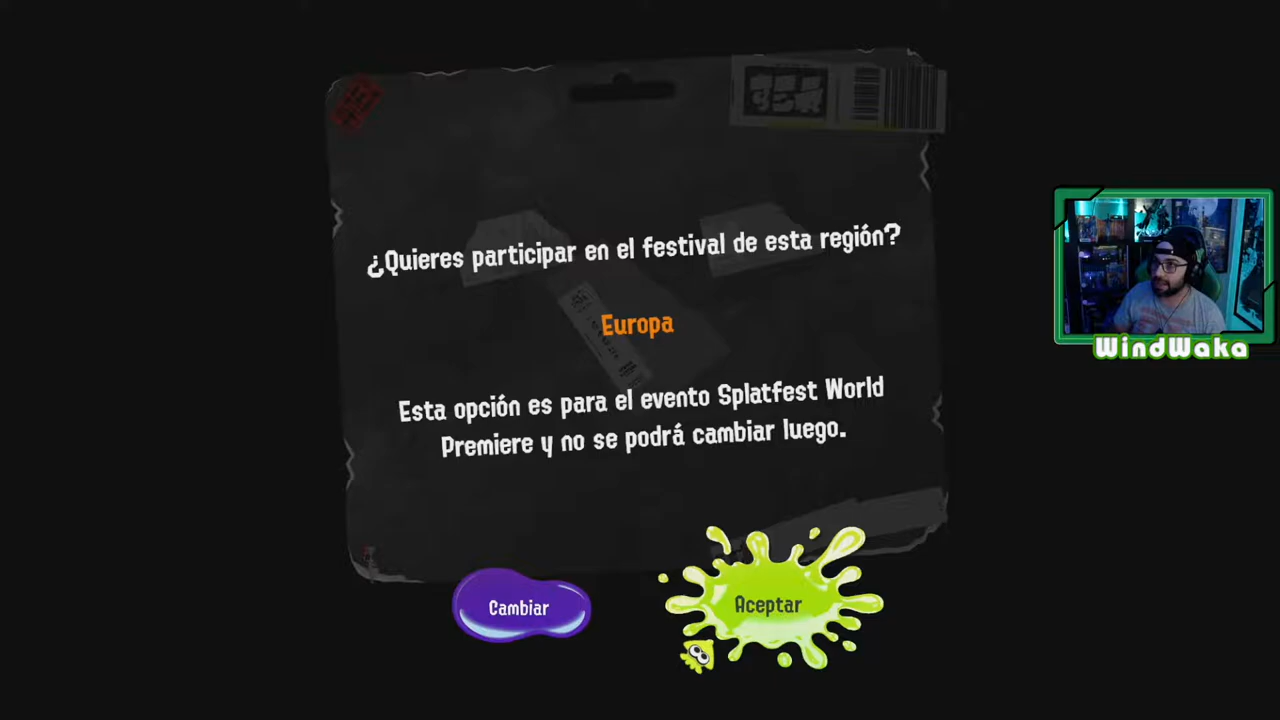 ¿Quieres participar en el festival de esta región?
Europa
Esta opción es para el evento Splatfest World
Premiere y no se podrá cambiar luego.
Cambiar
Aceptar
WindWaka